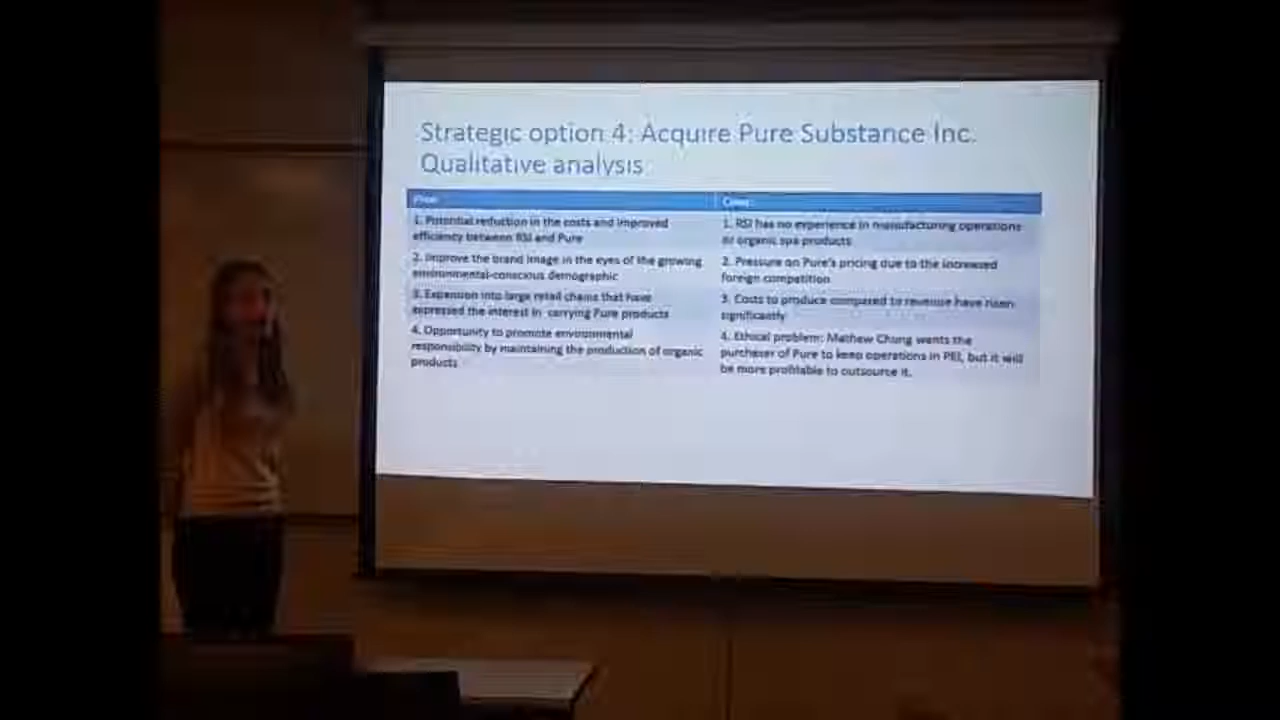 Strategic option 4: Acquire Pure Substance Inc.
Qualitative analysis
Pros:
Cons:
1. Potential reduction in the costs and improved
efficiency between RSI and Pure
1. RSI has no experience in manufacturing operations
or organic spa products
2. Improve the brand image in the eyes of the growing
environmental-conscious demographic
2. Pressure on Pure's pricing due to the increased
foreign competition
3. Expansion into large retail chains that have
expressed the interest in carrying Pure products
3. Costs to produce compared to revenue have risen
significantly
4. Opportunity to promote environmental
responsibility by maintaining the production of organic
products
4. Ethical problem: Mathew Chung wants the
purchaser of Pure to keep operations in PEI, but it will
be more profitable to outsource it.